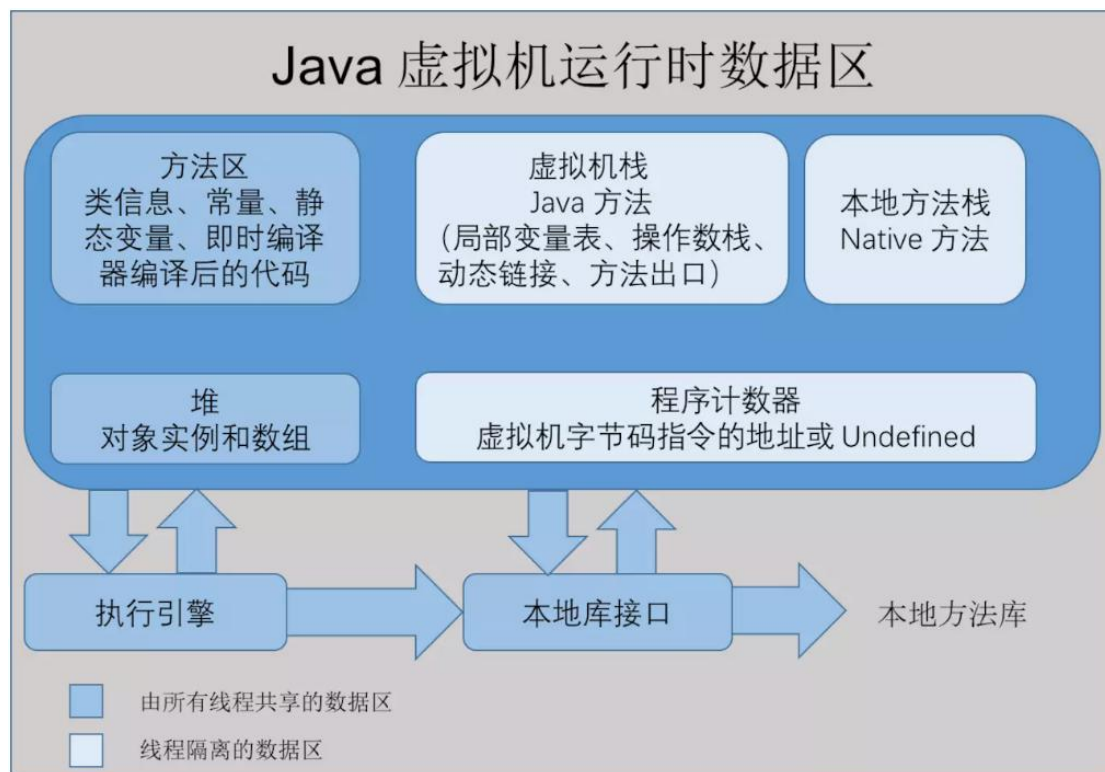 Java 虚拟机运行时数据区
方法区
类信息、常量、静
态变量、即时编译
器编译后的代码
虚拟机栈
Java 方法
（局部变量表、操作数栈、
动态链接、方法出口）
本地方法栈
Native 方法
堆
对象实例和数组
程序计数器
虚拟机字节码指令的地址或 Undefined
执行引擎
本地库接口
本地方法库
由所有线程共享的数据区
线程隔离的数据区